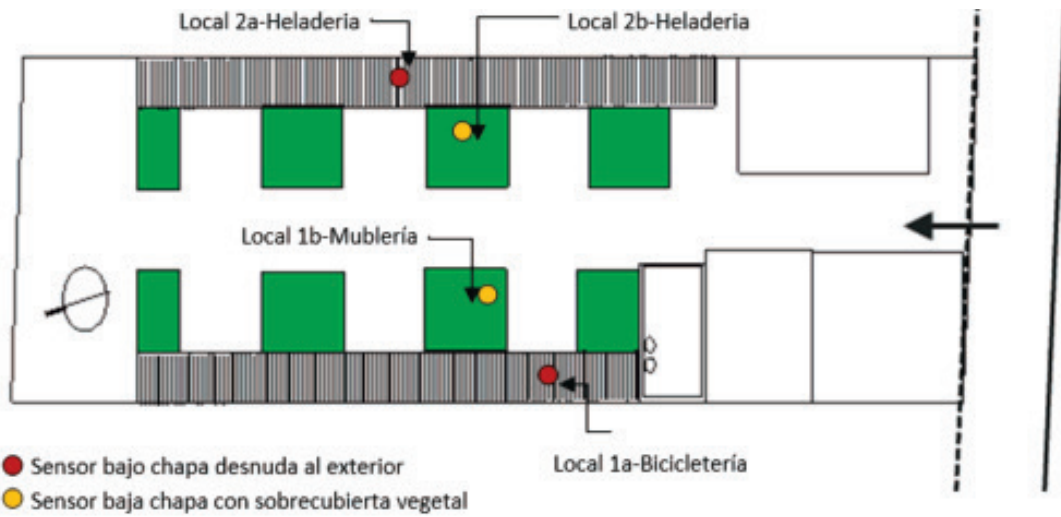 Local 2a-Heladeria
Local 2b-Heladeria
Local 1b-Mublería
Local 1a-Bicicletería
Sensor bajo chapa desnuda al exterior
Sensor baja chapa con sobrecubierta vegetal